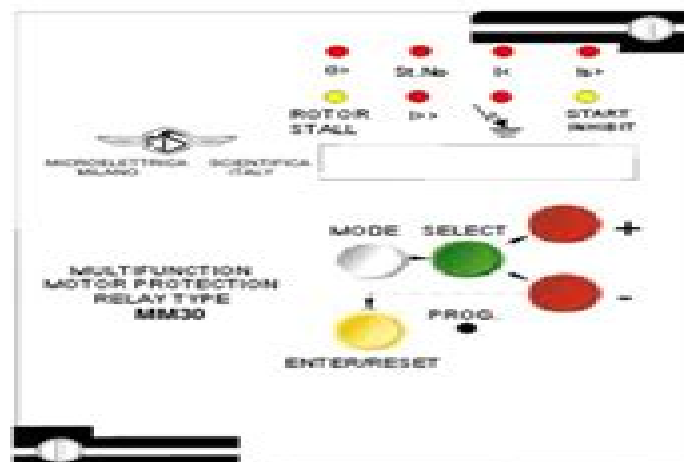 St.No
I<
Is>
ROTOR
STALL
I>>
START
INHIBIT
MICROELETTRICA SCIENTIFICA
MILANO ITALY
MODE SELECT
+
MULTIFUNCTION
MOTOR PROTECTION
RELAY TYPE
MM30
-
PROG.
ENTER/RESET